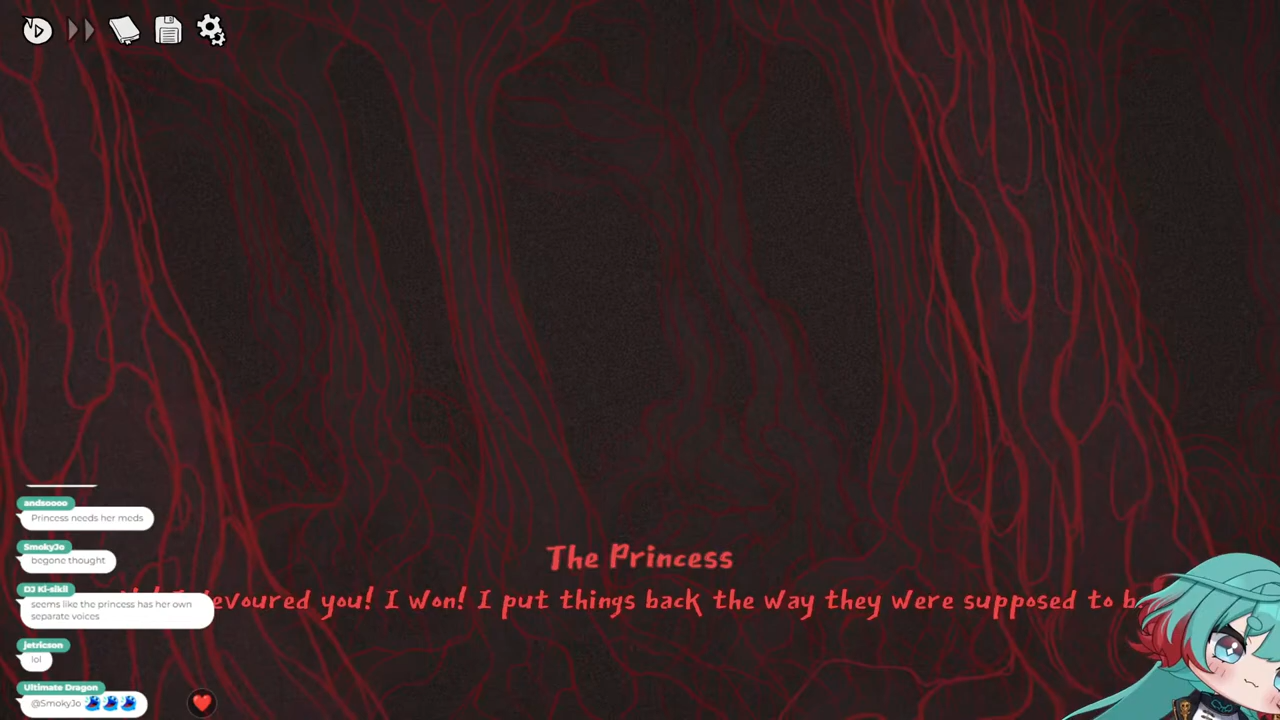 andsoooo
Princess needs her meds
SmokyJo
begone thought
DJ Ki-sikil
seems like the princess has her own
separate voices
jetricson
lol
Ultimate Dragon
@SmokyJo
The Princess
devoured you! I won! I put things back the way they were supposed to